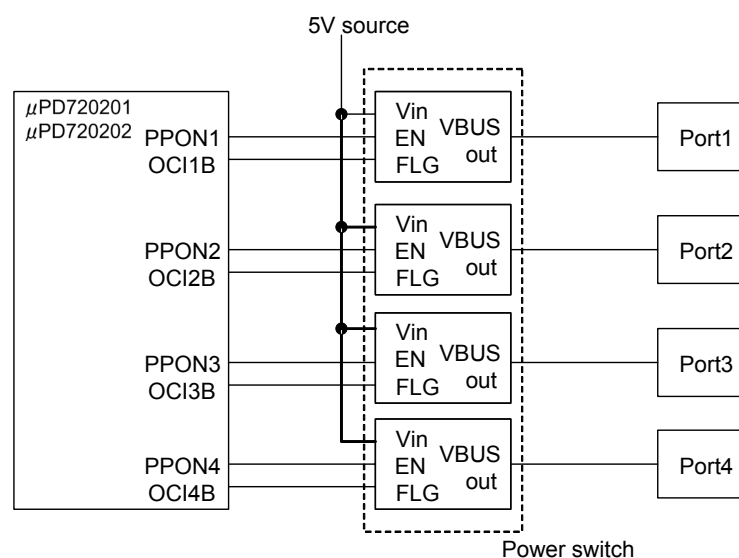 5V source
μPD720201
μPD720202
PPON1
OCI1B
Vin
EN
FLG
VBUS
out
Port1
PPON2
OCI2B
Vin
EN
FLG
VBUS
out
Port2
PPON3
OCI3B
Vin
EN
FLG
VBUS
out
Port3
PPON4
OCI4B
Vin
EN
FLG
VBUS
out
Port4
Power switch